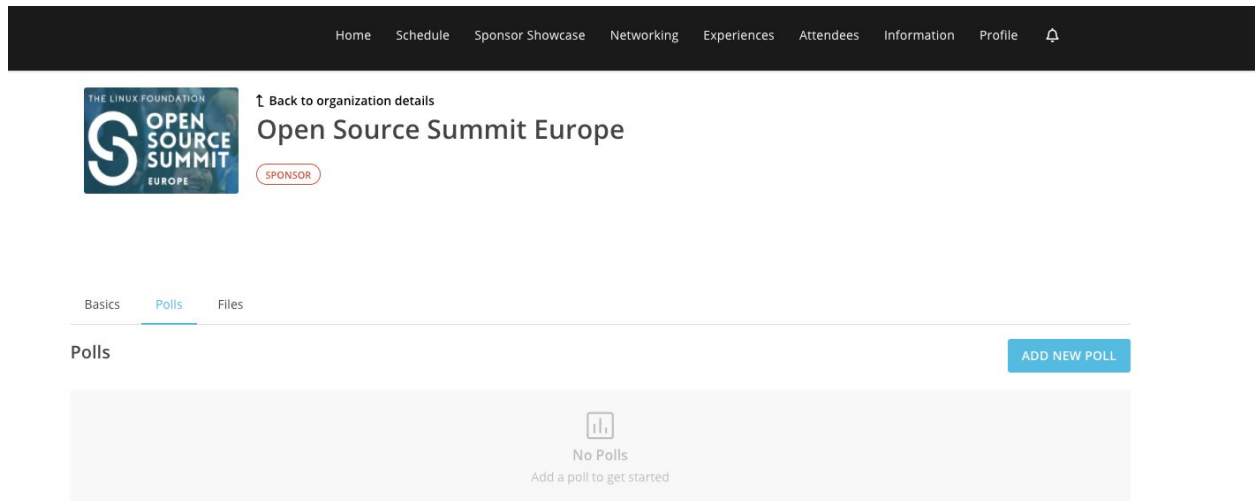 Home Schedule Sponsor Showcase Networking Experiences Attendees Information Profile
THE LINUX FOUNDATION
OPEN
SOURCE
SUMMIT
EUROPE
Back to organization details
Open Source Summit Europe
SPONSOR
Basics Polls Files
Polls
ADD NEW POLL
No Polls
Add a poll to get started